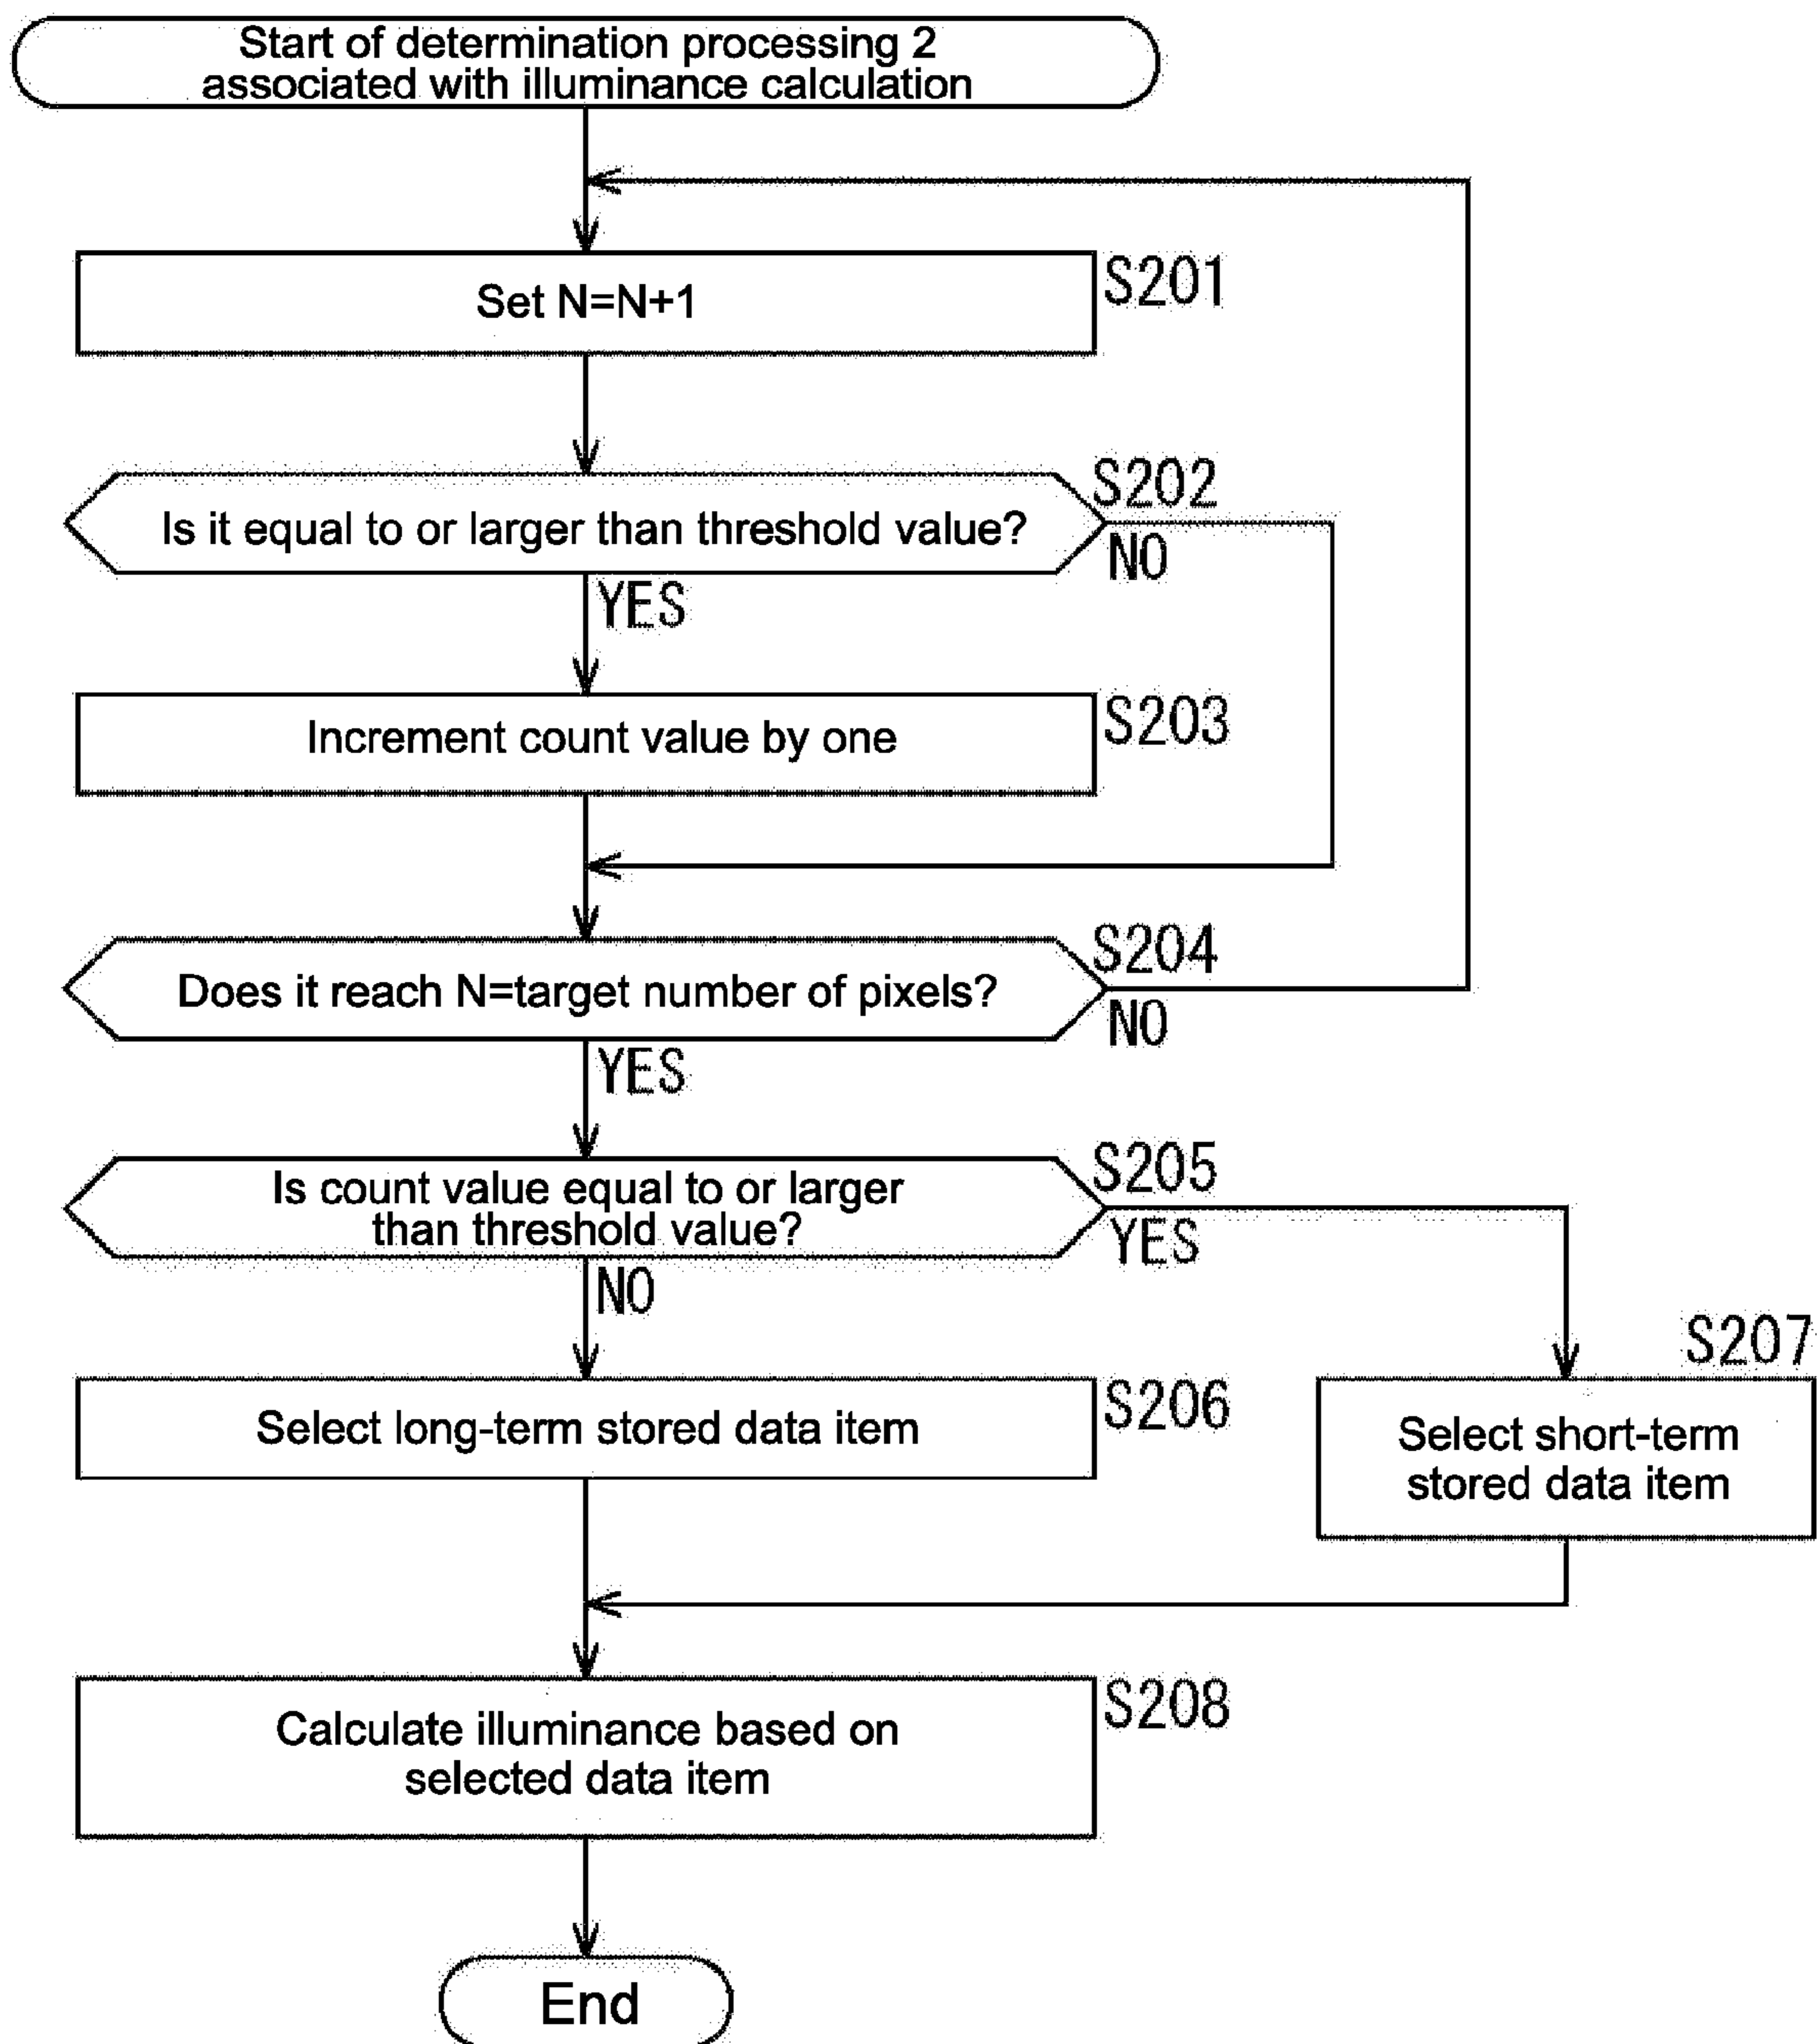 Start of determination processing 2
associated with illuminance calculation
Set N=N+1
S201
Is it equal to or larger than threshold value?
S202
NO
YES
Increment count value by one
S203
Does it reach N=target number of pixels?
S204
NO
YES
Is count value equal to or larger
than threshold value?
S205
YES
NO
Select long-term stored data item
S206
S207
Select short-term
stored data item
Calculate illuminance based on
selected data item
S208
End